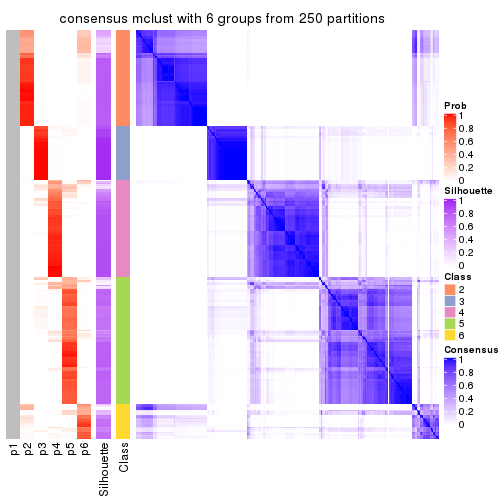 consensus mclust with 6 groups from 250 partitions
Prob
1
0.8
0.6
0.4
0.2
0
Silhouette
1
0.8
0.6
0.4
0.2
0
Class
2
3
4
5
6
Consensus
1
0.8
0.6
0.4
0.2
0
p1
p2
p3
p4
p5
p6
Silhouette
Class